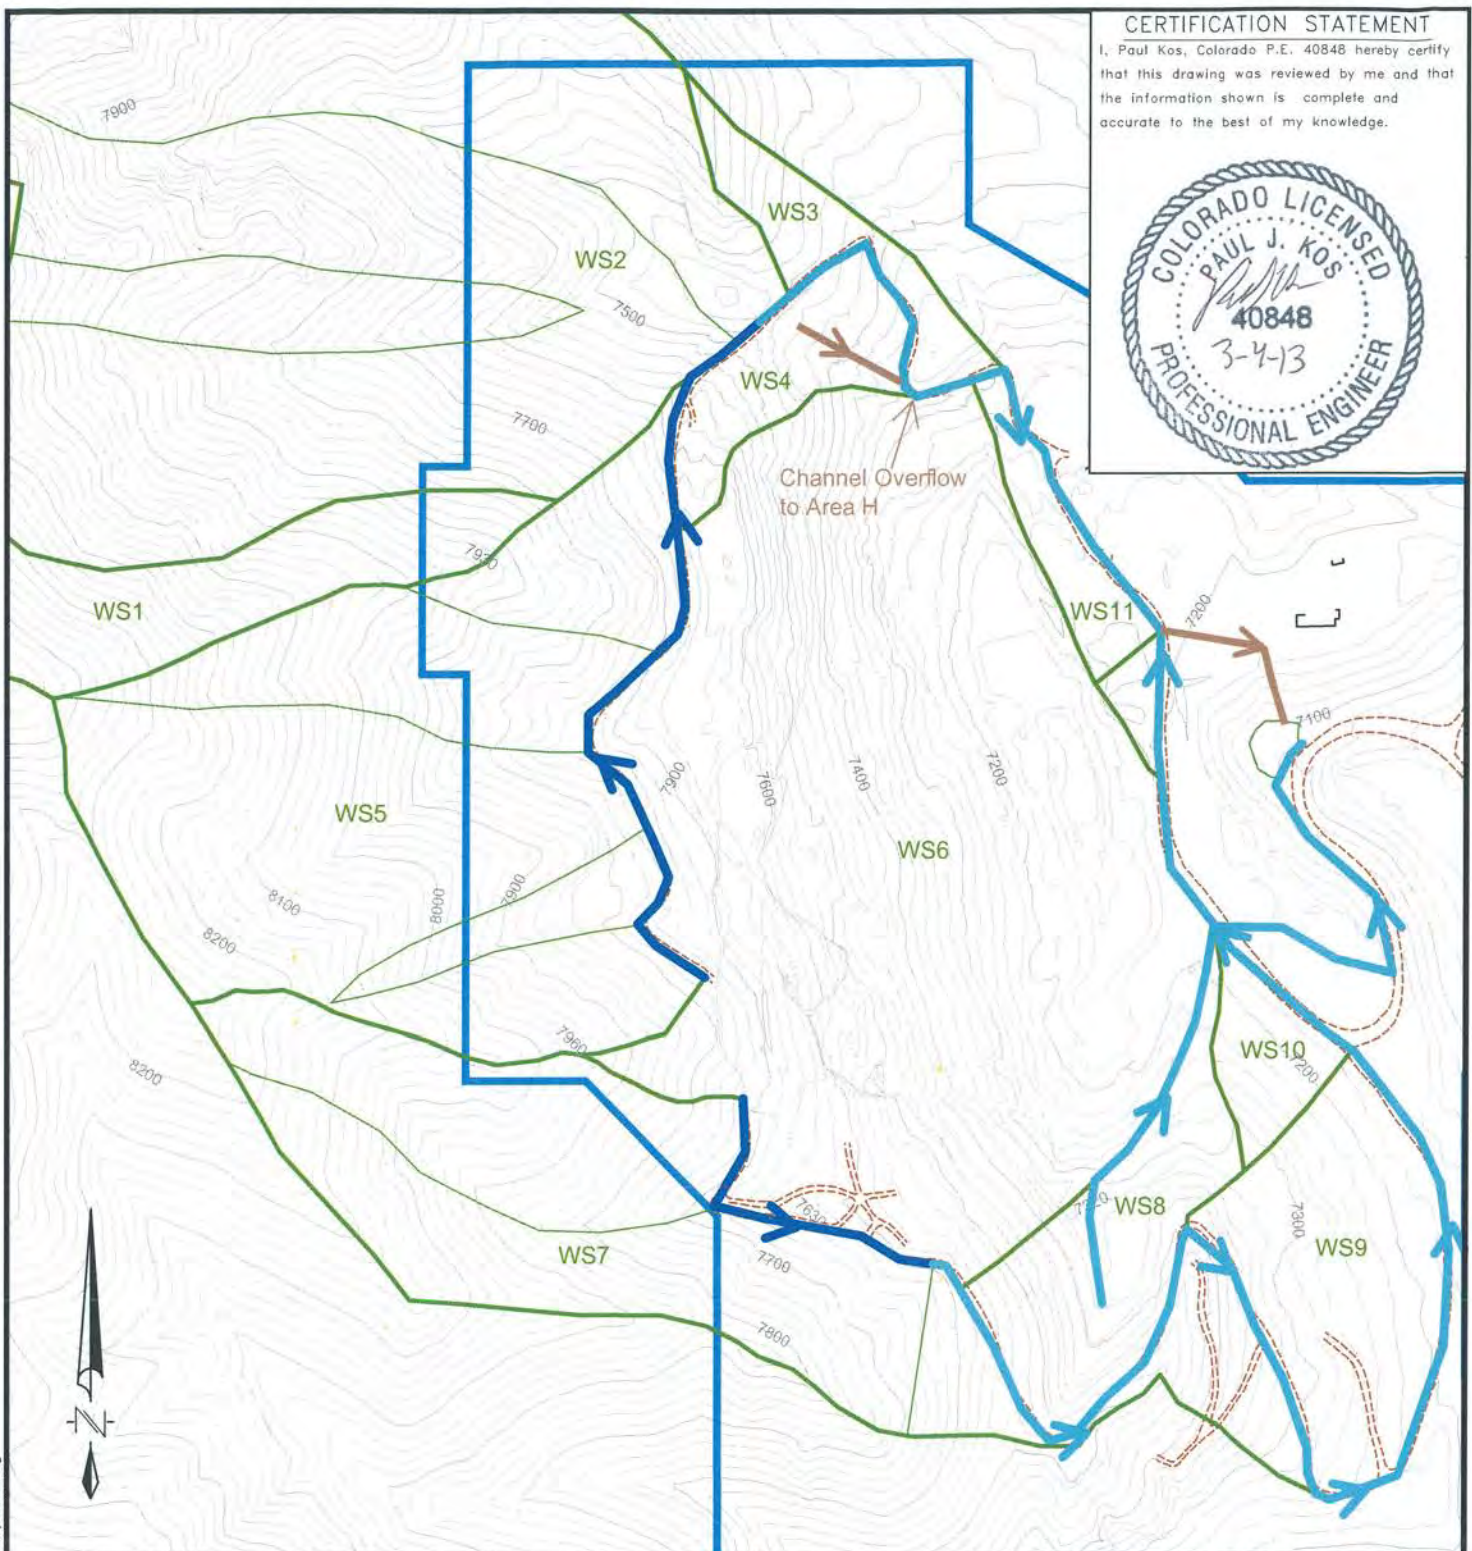 CERTIFICATION STATEMENT
I, Paul Kos, Colorado P.E. 40848 hereby certify
that this drawing was reviewed by me and that
the information shown is complete and
accurate to the best of my knowledge.
COLORADO LICENSED
PAUL J. KOS
40848
3-4-13
PROFESSIONAL ENGINEER
7900
WS3
WS2
7500
WS4
7700
Channel Overflow
to Area H
7930
WS1
WS11
7200
7100
7900
7600
7400
7200
WS5
WS6
8100
8000
7900
8200
7960
8200
WS10
7200
WS8
7630
7300
WS9
WS7
7700
7800
N